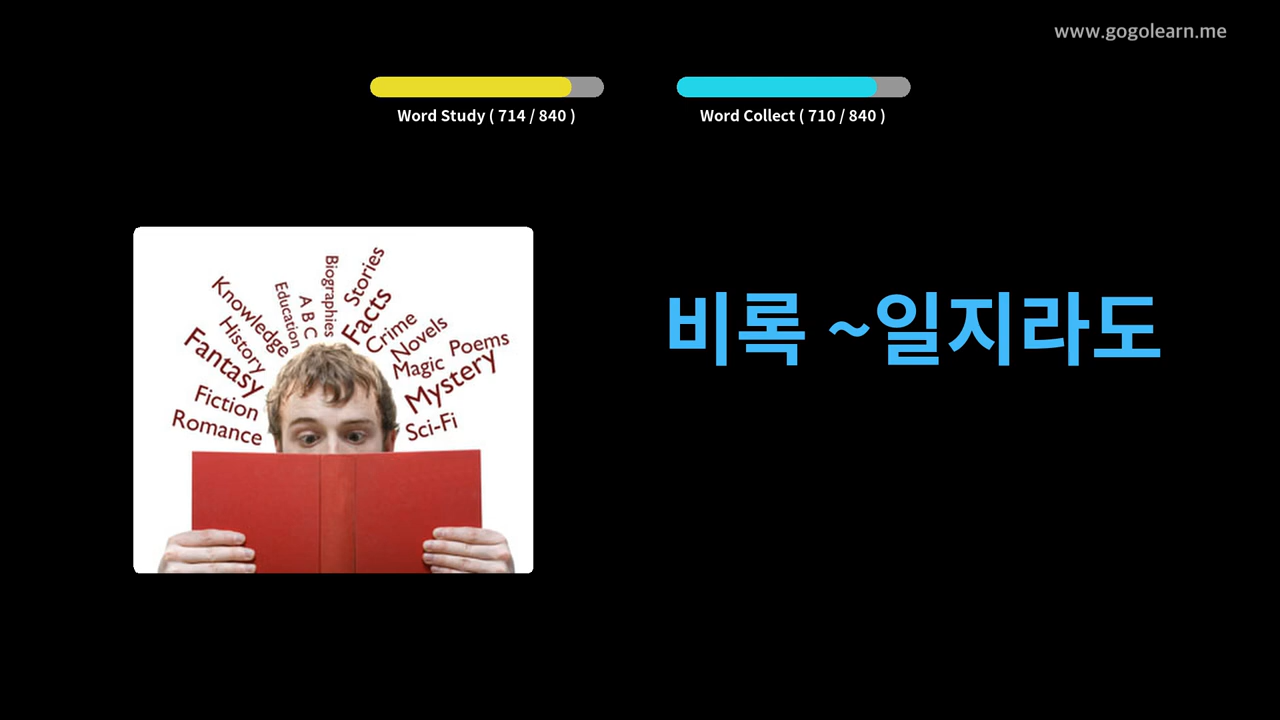 www.gogolearn.me
Word Study ( 714 / 840 )
Word Collect ( 710 / 840 )
비록 ~일지라도
Biographies
Stories
Education
A B C
Facts
Knowledge
Crime
History
Novels
Fantasy
Magic
Poems
Mystery
Fiction
Romance
Sci-Fi